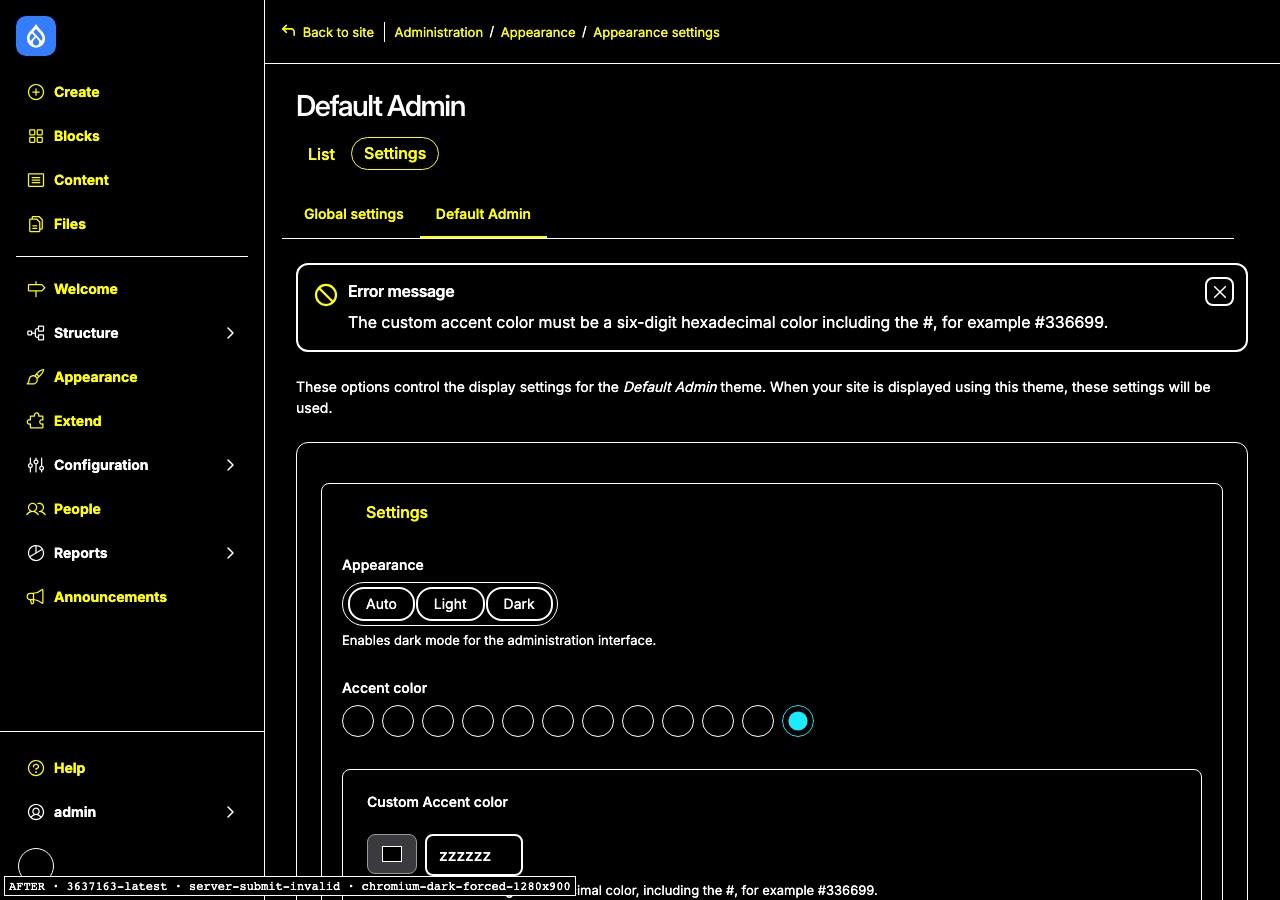 Back to site
Administration / Appearance / Appearance settings
Create
Blocks
Content
Files
Welcome
Structure
Appearance
Extend
Configuration
People
Reports
Announcements
Help
admin
Default Admin
List
Settings
Global settings
Default Admin
Error message
The custom accent color must be a six-digit hexadecimal color including the #, for example #336699.
These options control the display settings for the Default Admin theme. When your site is displayed using this theme, these settings will be
used.
Settings
Appearance
Auto
Light
Dark
Enables dark mode for the administration interface.
Accent color
Custom Accent color
zzzzzz
imal color, including the #, for example #336699.
AFTER · 3637163-latest · server-submit-invalid · chromium-dark-forced-1280x900